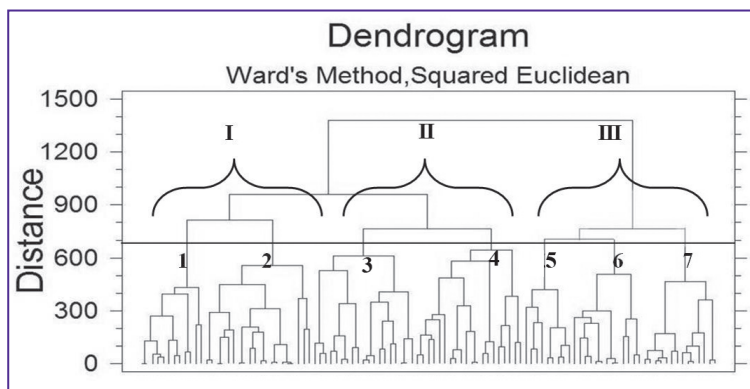 Dendrogram
Ward's Method,Squared Euclidean
1500
1200
900
600
300
0
Distance
I II III
1 2 3 4 5 6 7